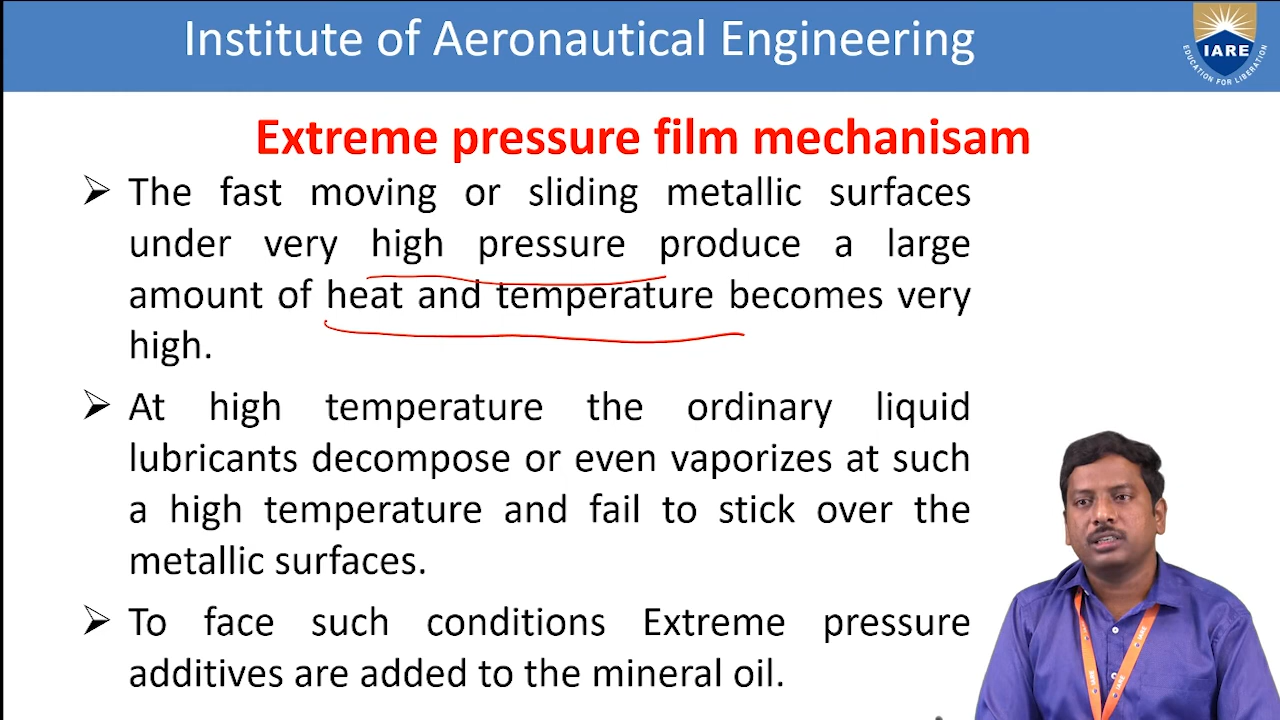 Institute of Aeronautical Engineering
IARE
EDUCATION FOR LIBERATION
Extreme pressure film mechanisam
➢ The fast moving or sliding metallic surfaces
under very high pressure produce a large
amount of heat and temperature becomes very
high.
➢ At high temperature the ordinary liquid
lubricants decompose or even vaporizes at such
a high temperature and fail to stick over the
metallic surfaces.
➢ To face such conditions Extreme pressure
additives are added to the mineral oil.
IARE
IARE